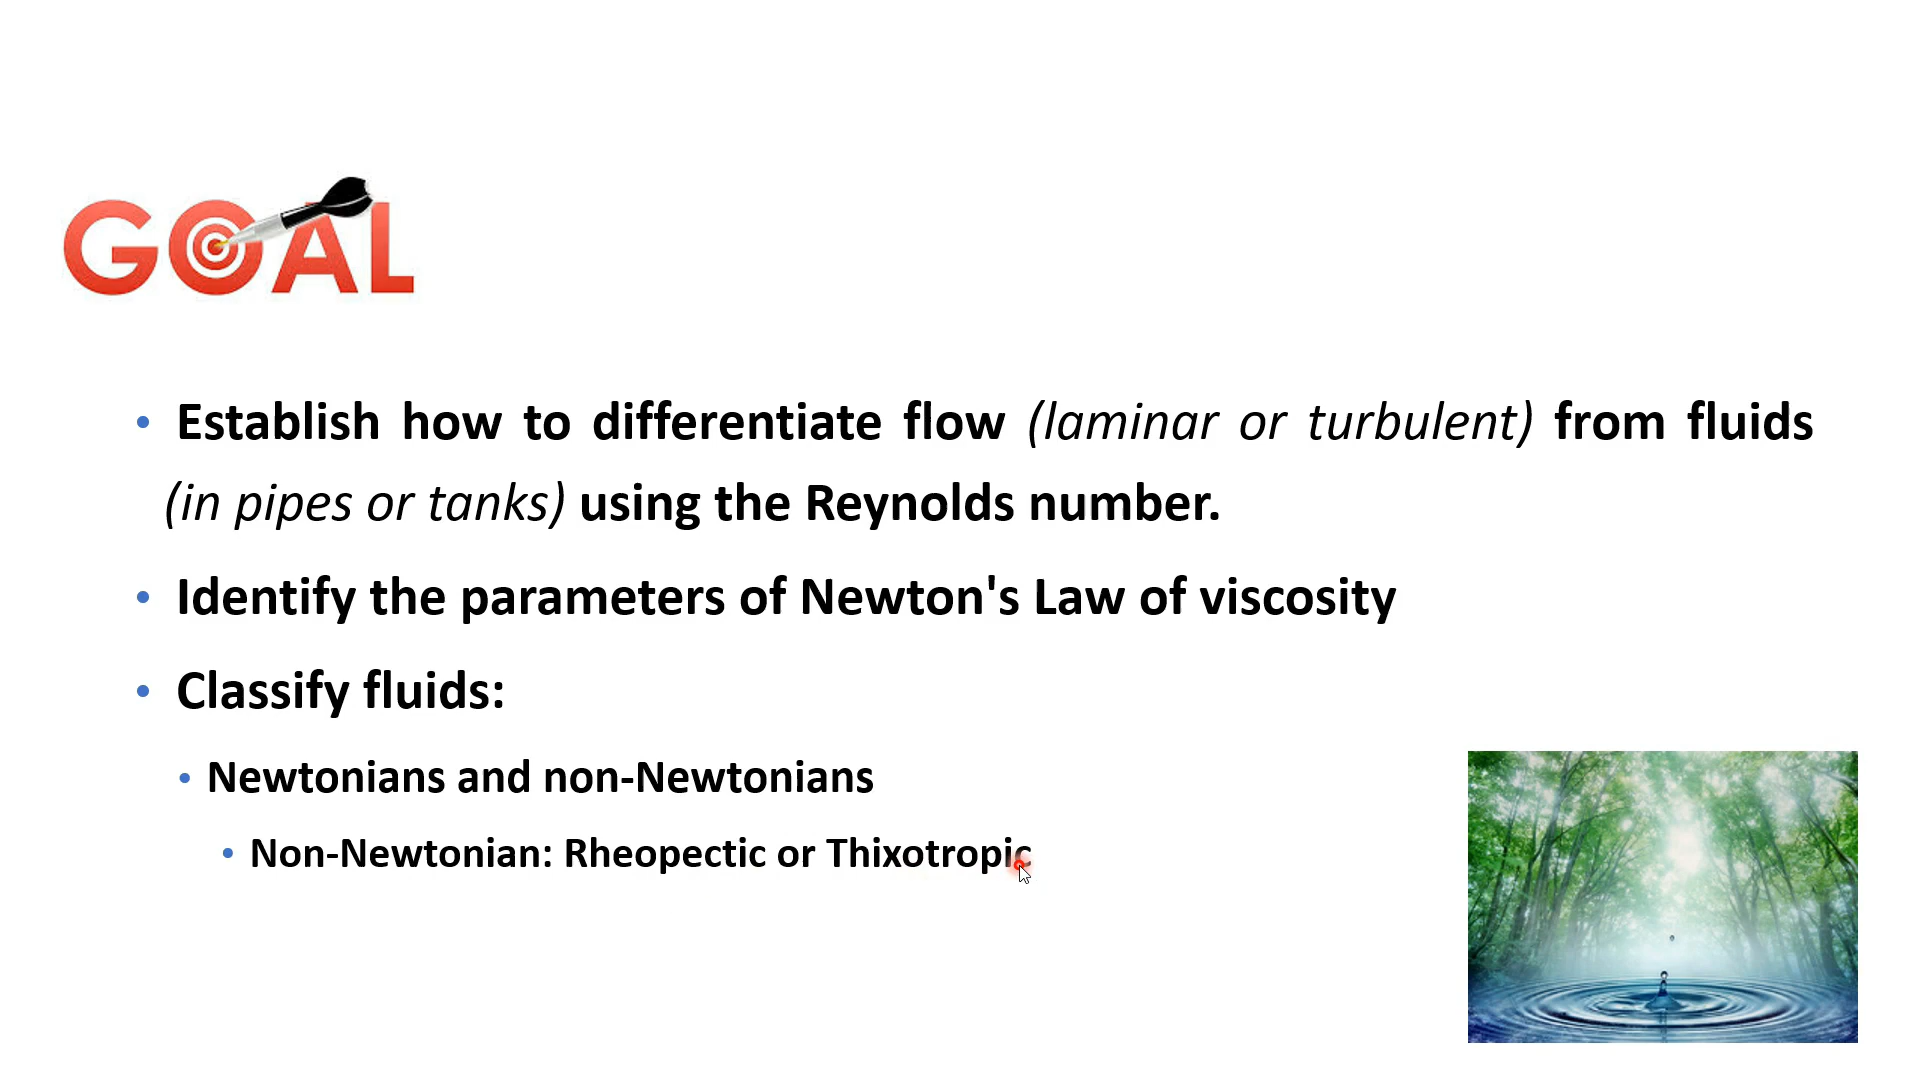 GOAL
• Establish how to differentiate flow (laminar or turbulent) from fluids
(in pipes or tanks) using the Reynolds number.
• Identify the parameters of Newton's Law of viscosity
• Classify fluids:
• Newtonians and non-Newtonians
• Non-Newtonian: Rheopectic or Thixotropic